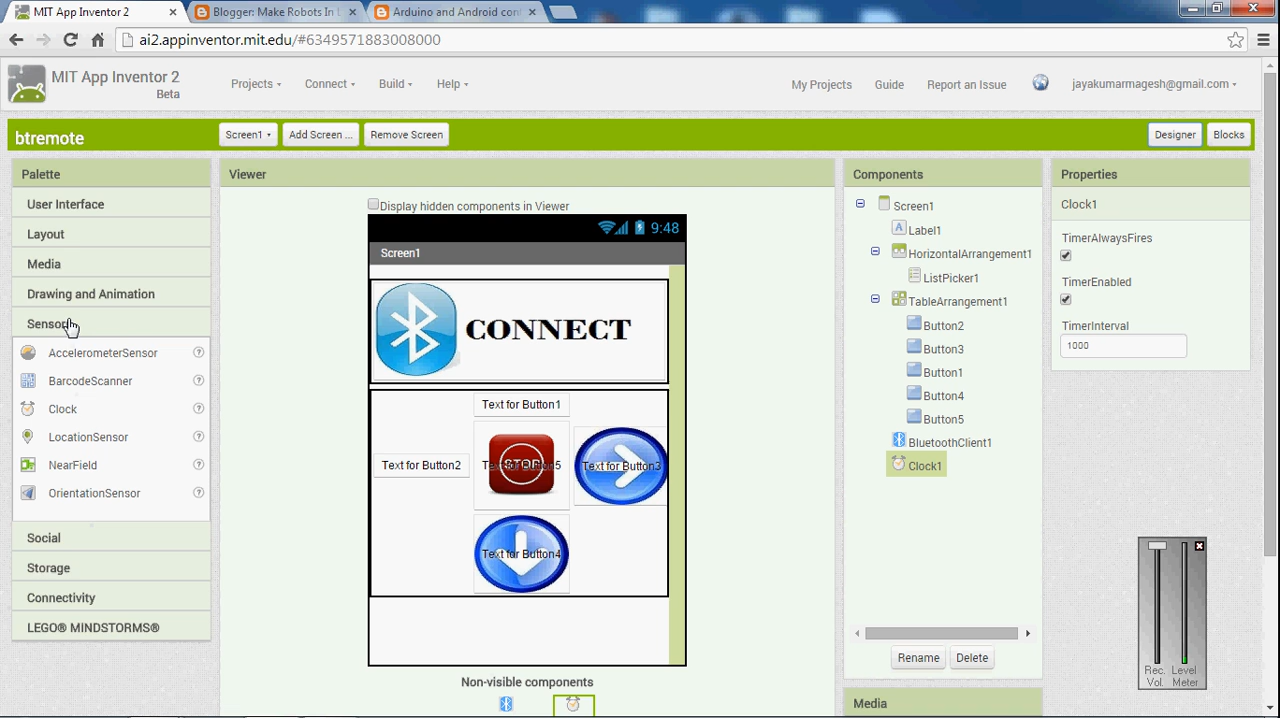 MIT App Inventor 2
Blogger: Make Robots In
Arduino and Android con
ai2.appinventor.mit.edu/#6349571883008000
MIT App Inventor 2
Beta
Projects
Connect
Build
Help
My Projects
Guide
Report an Issue
jayakumarmagesh@gmail.com
btremote
Screen1
Add Screen ...
Remove Screen
Designer
Blocks
Palette
User Interface
Layout
Media
Drawing and Animation
Sensor
AccelerometerSensor ?
BarcodeScanner ?
Clock ?
LocationSensor ?
NearField ?
OrientationSensor ?
Social
Storage
Connectivity
LEGO® MINDSTORMS®
Viewer
Display hidden components in Viewer
9:48
Screen1
CONNECT
Text for Button1
Text for Button2
STOP
Text for Button5
Text for Button3
Text for Button4
Non-visible components
Components
Screen1
Label1
HorizontalArrangement1
ListPicker1
TableArrangement1
Button2
Button3
Button1
Button4
Button5
BluetoothClient1
Clock1
Rename
Delete
Media
Properties
Clock1
TimerAlwaysFires
TimerEnabled
TimerInterval
1000
Rec. Level
Vol. Meter